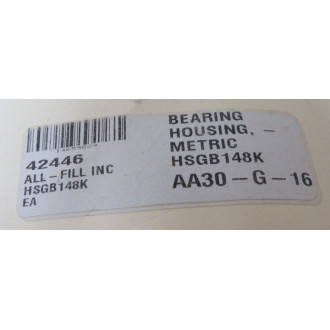 42446
ALL-FILL INC
HSGB148K
EA
BEARING
HOUSING, -
METRIC
HSGB148K
AA30-G-16